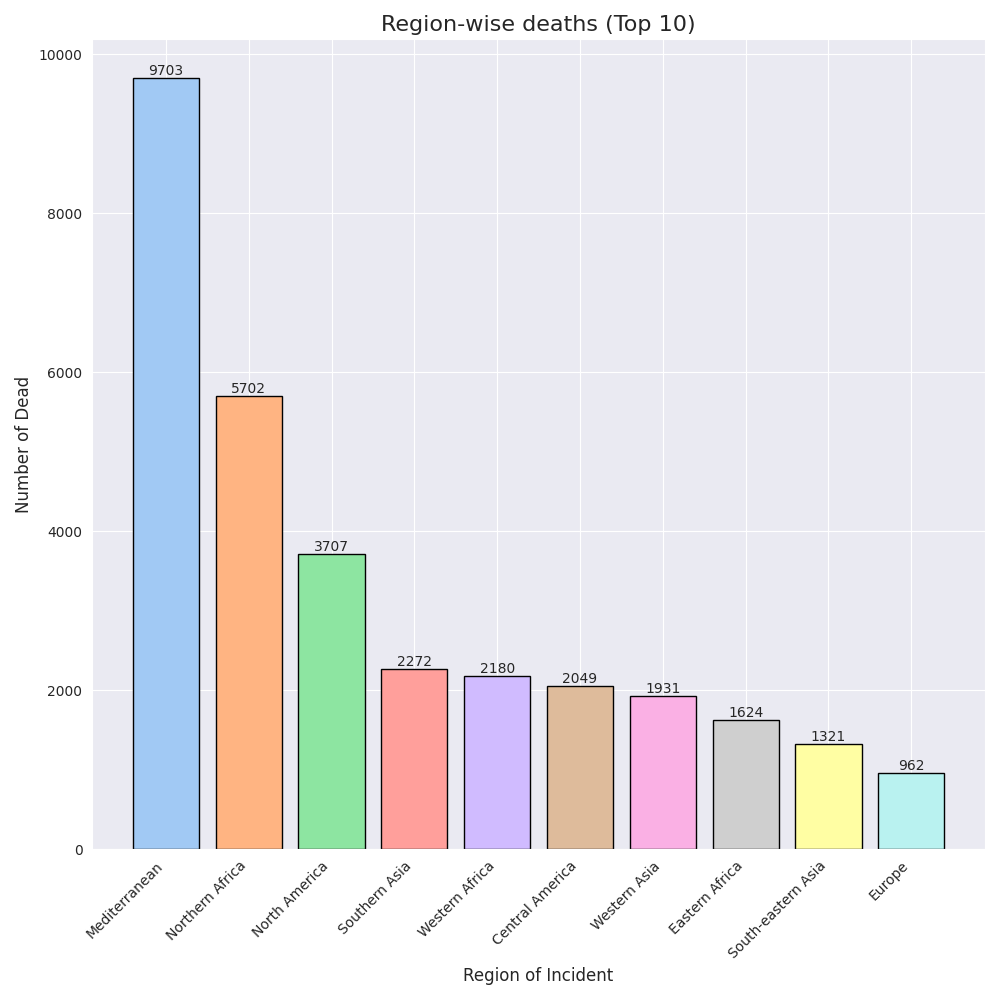 Region-wise deaths (Top 10)
10000
8000
6000
4000
2000
0
Number of Dead
9703
5702
3707
2272
2180
2049
1931
1624
1321
962
Mediterranean
Northern Africa
North America
Southern Asia
Western Africa
Central America
Western Asia
Eastern Africa
South-eastern Asia
Europe
Region of Incident